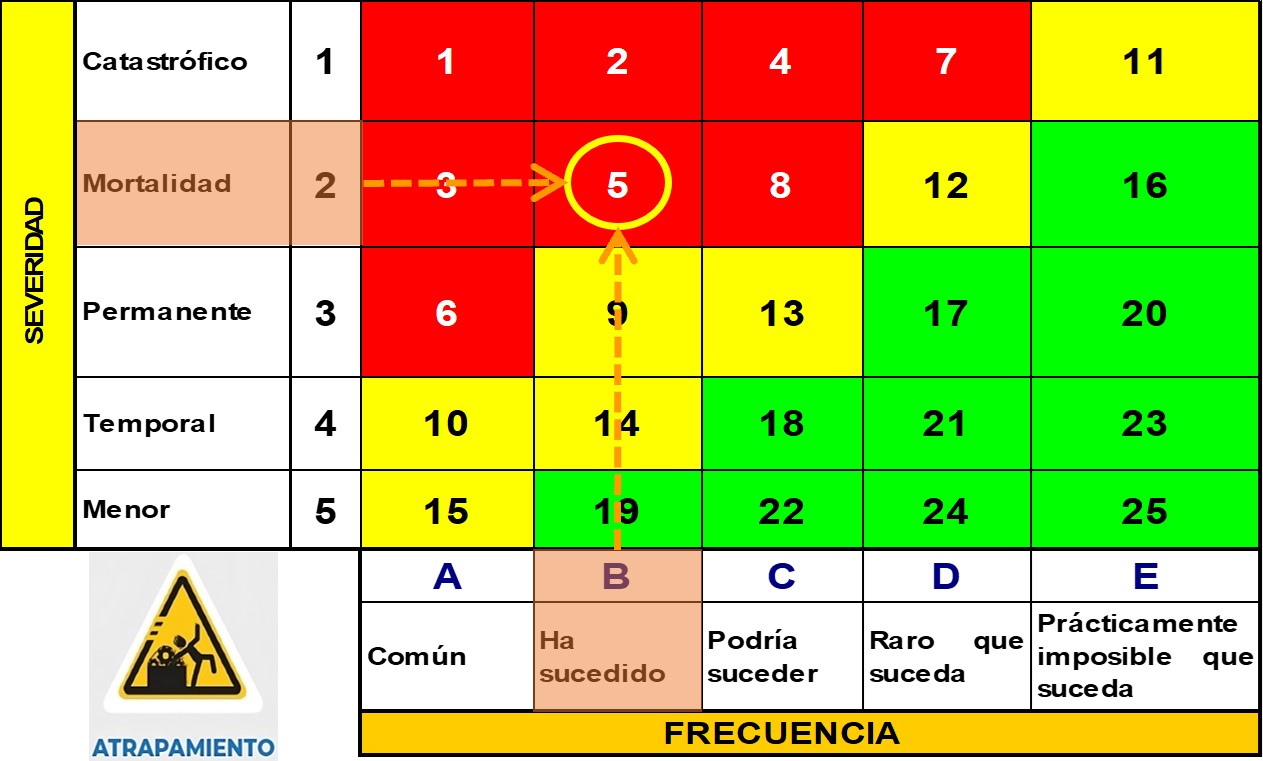 SEVERIDAD
Catastrófico 1 1 2 4 7 11
Mortalidad 2 3 5 8 12 16
Permanente 3 6 9 13 17 20
Temporal 4 10 14 18 21 23
Menor 5 15 19 22 24 25
A B C D E
Común
Ha
sucedido
Podría
suceder
Raro que
suceda
Prácticamente
imposible que
suceda
FRECUENCIA
ATRAPAMIENTO